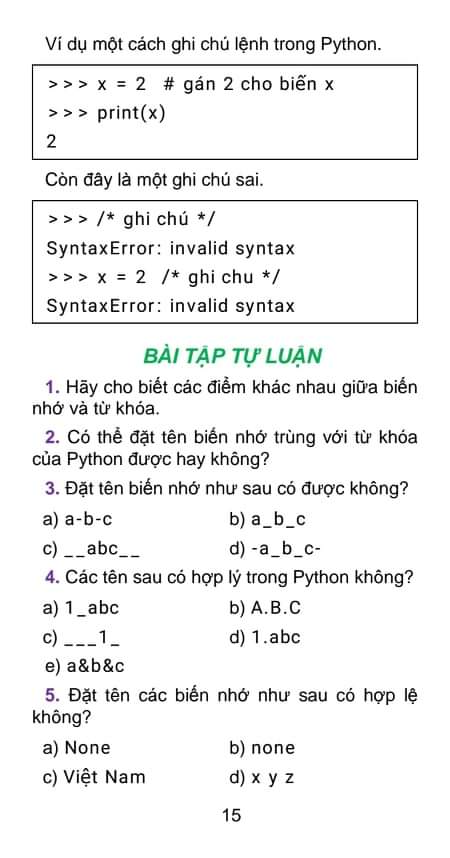 Ví dụ một cách ghi chú lệnh trong Python.
> > > x = 2 # gán 2 cho biến x
> > > print(x)
2
Còn đây là một ghi chú sai.
> > > /* ghi chú */
SyntaxError: invalid syntax
> > > x = 2 /* ghi chu */
SyntaxError: invalid syntax
BÀI TẬP TỰ LUẬN
1. Hãy cho biết các điểm khác nhau giữa biến
nhớ và từ khóa.
2. Có thể đặt tên biến nhớ trùng với từ khóa
của Python được hay không?
3. Đặt tên biến nhớ như sau có được không?
a) a-b-c b) a_b_c
c) __abc__ d) -a_b_c-
4. Các tên sau có hợp lý trong Python không?
a) 1_abc b) A.B.C
c) ___1_ d) 1.abc
e) a&b&c
5. Đặt tên các biến nhớ như sau có hợp lệ
không?
a) None b) none
c) Việt Nam d) x y z
15